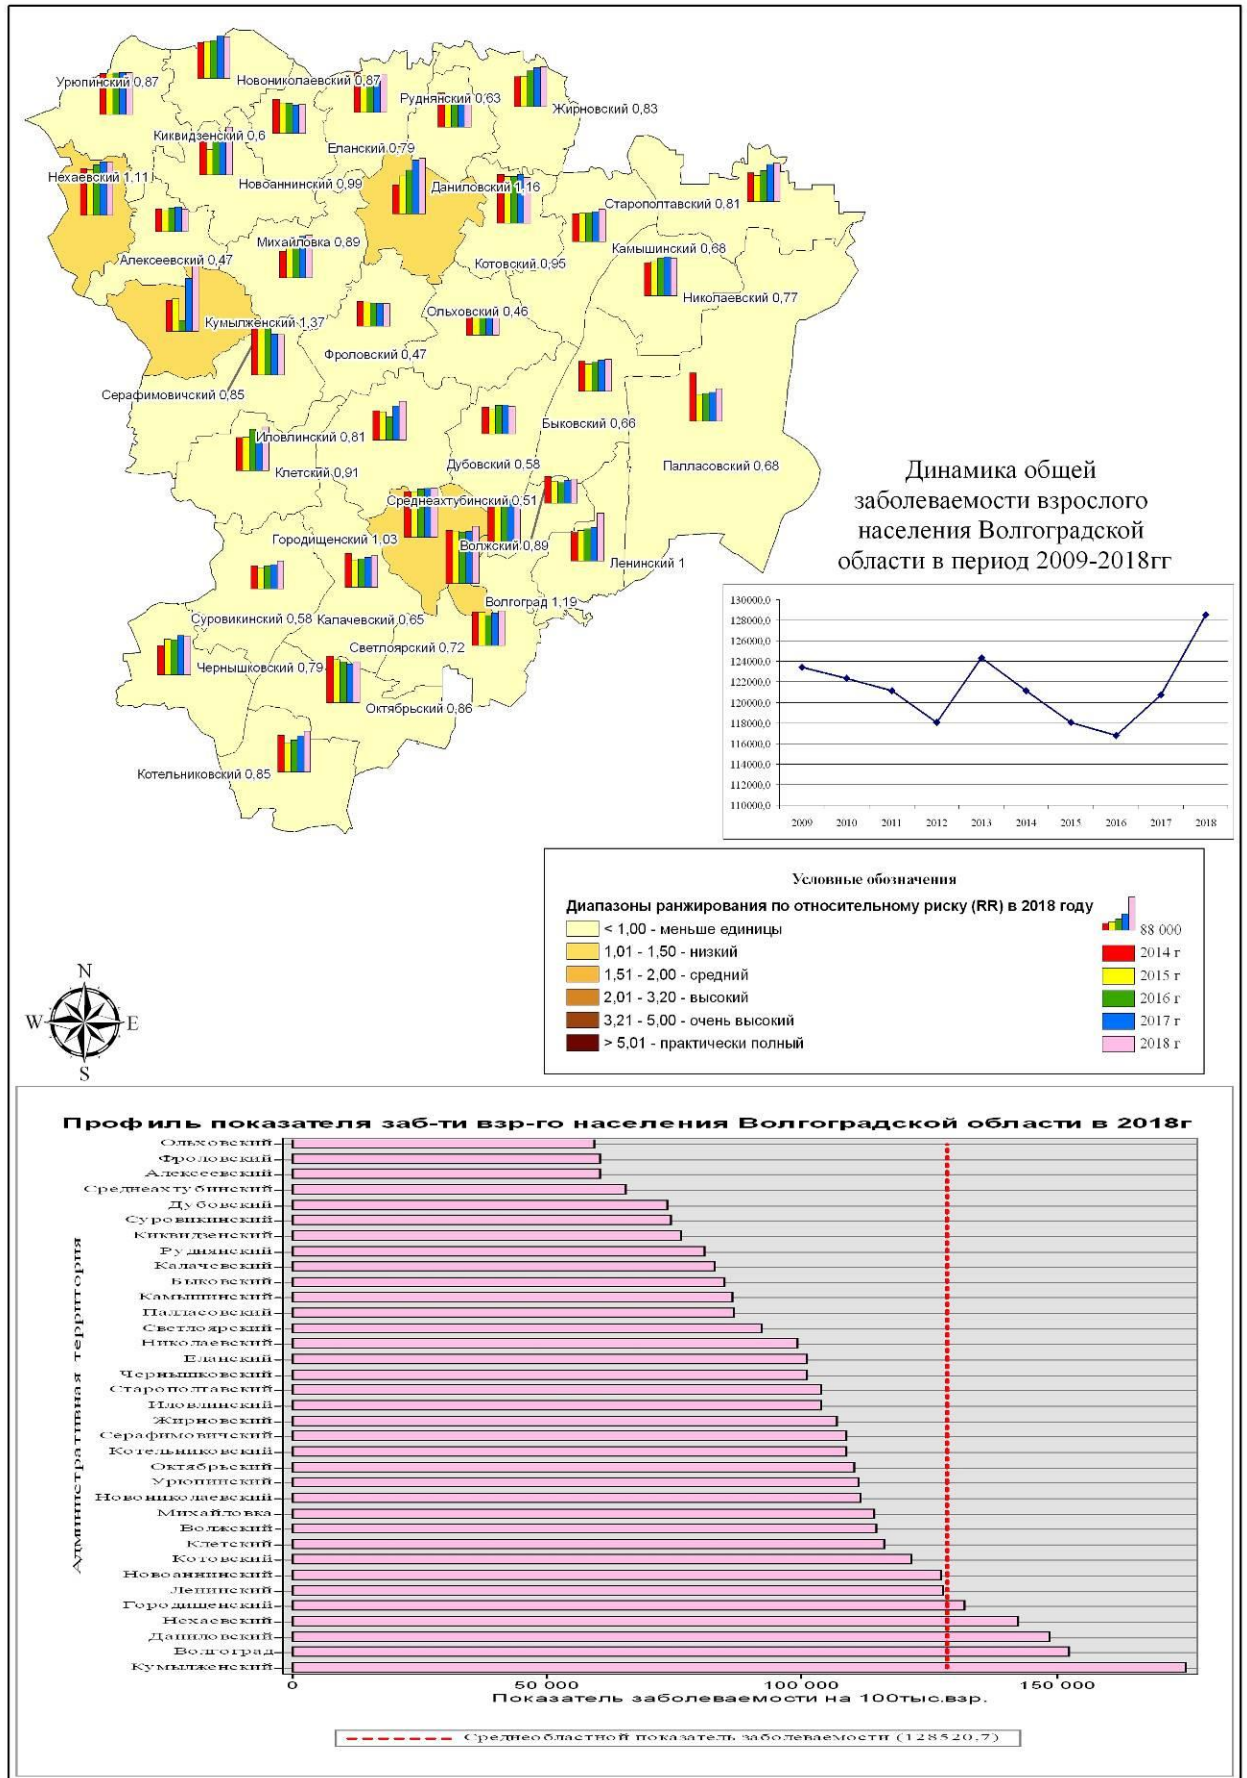 Урюпинский 0,87
Новониколаевский 0,87
Руднянский 0,63
Жирновский 0,83
Киквидзенский 0,6
Еланский 0,79
Нехаевский 1,11
Новоаннинский 0,99
Даниловский 1,16
Старополтавский 0,81
Михайловка 0,89
Камышинский 0,68
Алексеевский 0,47
Котовский 0,95
Николаевский 0,77
Кумылженский 1,37
Ольховский 0,46
Фроловский 0,47
Серафимовичский 0,85
Быковский 0,66
Иловлинский 0,81
Клетский 0,91
Дубовский 0,58
Палласовский 0,68
Среднеахтубинский 0,51
Городищенский 1,03
Волжский 0,89
Ленинский 1
Волгоград 1,19
Суровикинский 0,58
Калачевский 0,65
Светлоярский 0,72
Чернышковский 0,79
Октябрьский 0,86
Котельниковский 0,85
Динамика общей
заболеваемости взрослого
населения Волгоградской
области в период 2009-2018гг
130000,0
128000,0
126000,0
124000,0
122000,0
120000,0
118000,0
116000,0
114000,0
112000,0
110000,0
2009 2010 2011 2012 2013 2014 2015 2016 2017 2018
Условные обозначения
Диапазоны ранжирования по относительному риску (RR) в 2018 году
< 1,00 - меньше единицы
1,01 - 1,50 - низкий
1,51 - 2,00 - средний
2,01 - 3,20 - высокий
3,21 - 5,00 - очень высокий
> 5,01 - практически полный
88 000
2014 г
2015 г
2016 г
2017 г
2018 г
N
W E
S
Профиль показателя заб-ти взр-го населения Волгоградской области в 2018г
Административная территория
Ольховский
Фроловский
Алексеевский
Среднеахтубинский
Дубовский
Суровикинский
Киквидзенский
Руднянский
Калачевский
Быковский
Камышинский
Палласовский
Светлоярский
Николаевский
Еланский
Чернышковский
Старополтавский
Иловлинский
Жирновский
Серафимовичский
Котельниковский
Октябрьский
Урюпинский
Новониколаевский
Михайловка
Волжский
Клетский
Котовский
Новоаннинский
Ленинский
Городищенский
Нехаевский
Даниловский
Волгоград
Кумылженский
0 50 000 100 000 150 000
Показатель заболеваемости на 100тыс.взр.
Среднеобластной показатель заболеваемости (128520,7)